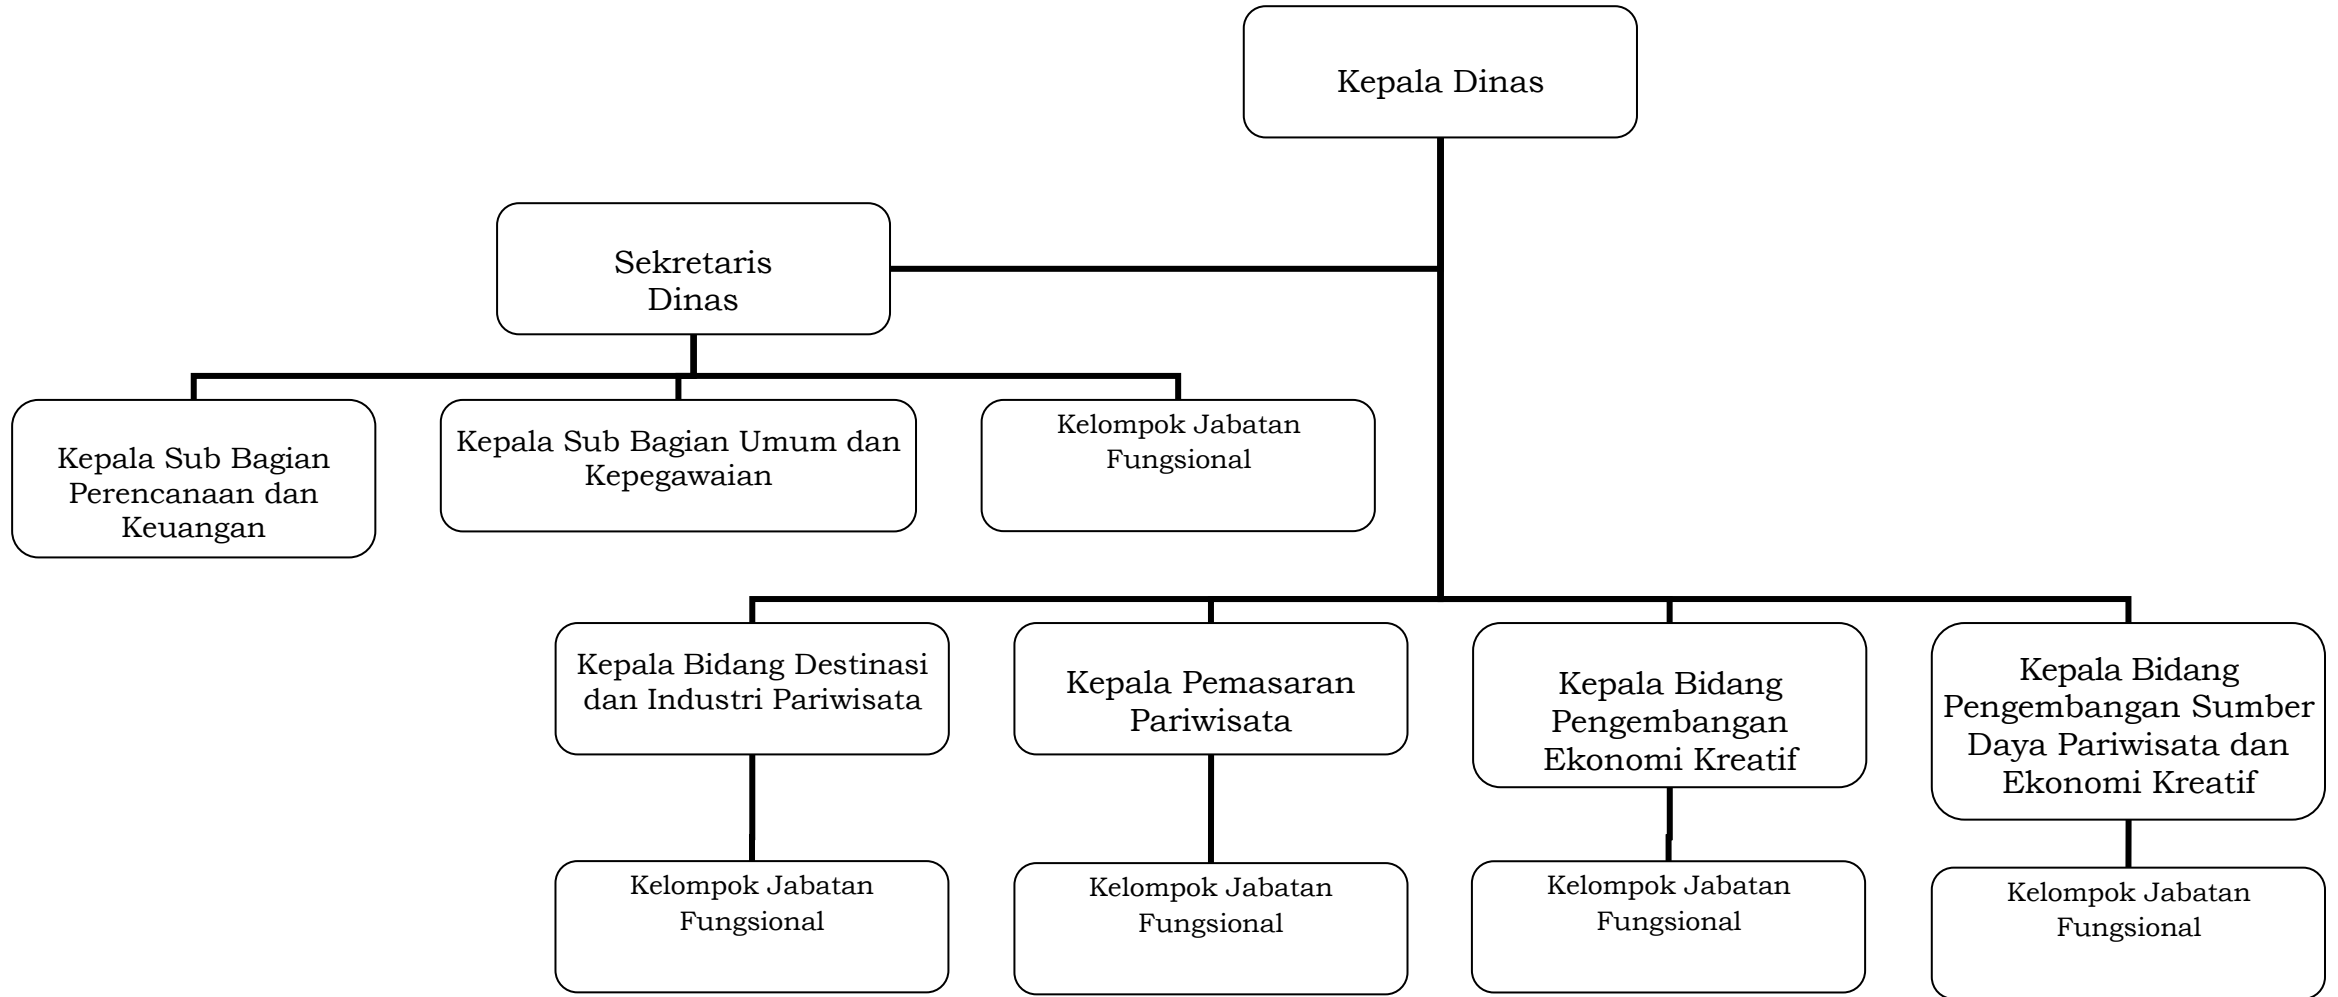 Kepala Dinas
Sekretaris
Dinas
Kepala Sub Bagian
Perencanaan dan
Keuangan
Kepala Sub Bagian Umum dan
Kepegawaian
Kelompok Jabatan
Fungsional
Kepala Bidang Destinasi
dan Industri Pariwisata
Kepala Pemasaran
Pariwisata
Kepala Bidang
Pengembangan
Ekonomi Kreatif
Kepala Bidang
Pengembangan Sumber
Daya Pariwisata dan
Ekonomi Kreatif
Kelompok Jabatan
Fungsional
Kelompok Jabatan
Fungsional
Kelompok Jabatan
Fungsional
Kelompok Jabatan
Fungsional